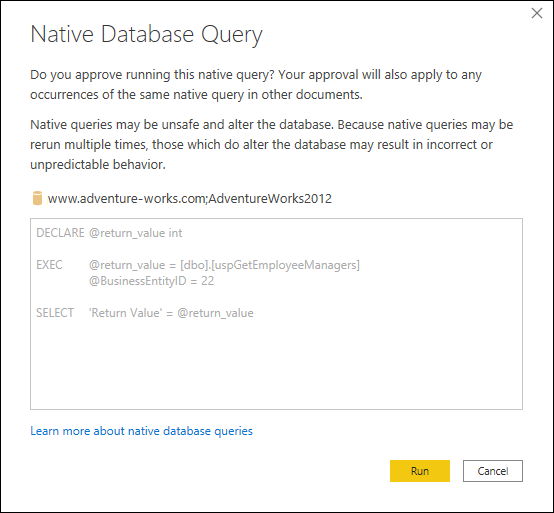 Native Database Query
Do you approve running this native query? Your approval will also apply to any
occurrences of the same native query in other documents.
Native queries may be unsafe and alter the database. Because native queries may be
rerun multiple times, those which do alter the database may result in incorrect or
unpredictable behavior.
www.adventure-works.com;AdventureWorks2012
DECLARE @return_value int
EXEC @return_value = [dbo].[uspGetEmployeeManagers]
@BusinessEntityID = 22
SELECT 'Return Value' = @return_value
Learn more about native database queries
Run Cancel